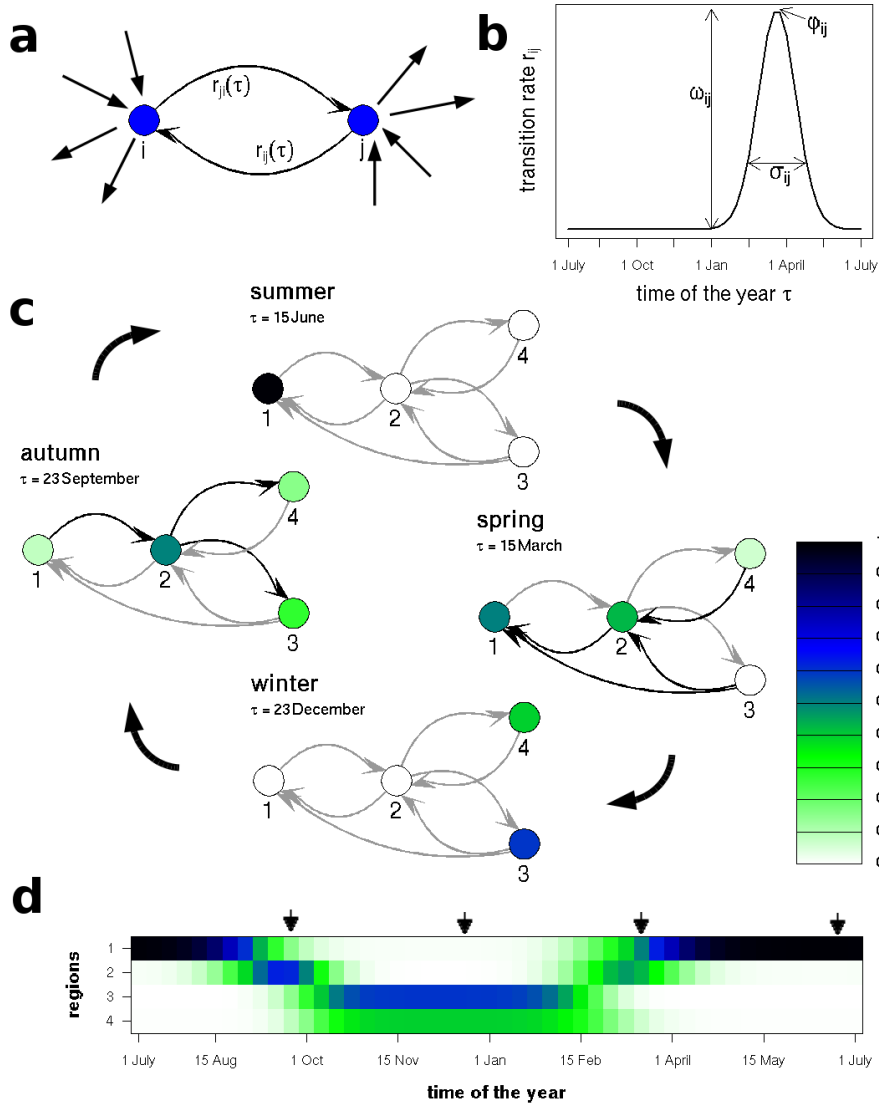 a
r_ji(τ)
r_ij(τ)
i
j
b
transition rate r_ij
φ_ij
ω_ij
σ_ij
1 July
1 Oct
1 Jan
1 April
1 July
time of the year τ
c
summer
τ = 15June
1
2
3
4
autumn
τ = 23September
1
2
3
4
spring
τ = 15March
1
2
3
4
winter
τ = 23December
1
2
3
4
d
regions
1
2
3
4
1 July
15 Aug
1 Oct
15 Nov
1 Jan
15 Feb
1 April
15 May
1 July
time of the year